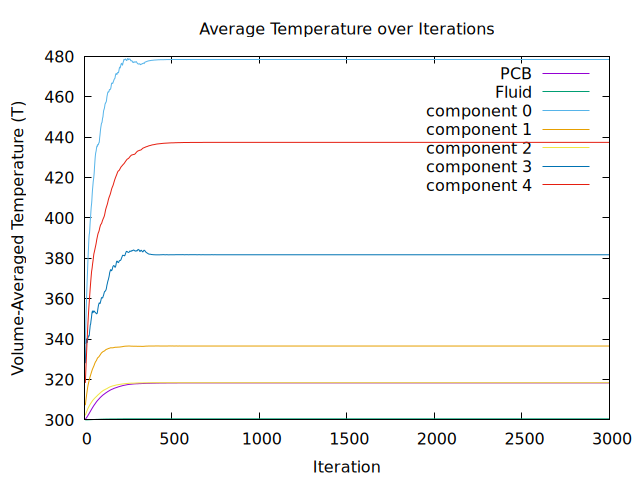 Average Temperature over Iterations
Volume-Averaged Temperature (T)
480
460
440
420
400
380
360
340
320
300
PCB
Fluid
component 0
component 1
component 2
component 3
component 4
0 500 1000 1500 2000 2500 3000
Iteration